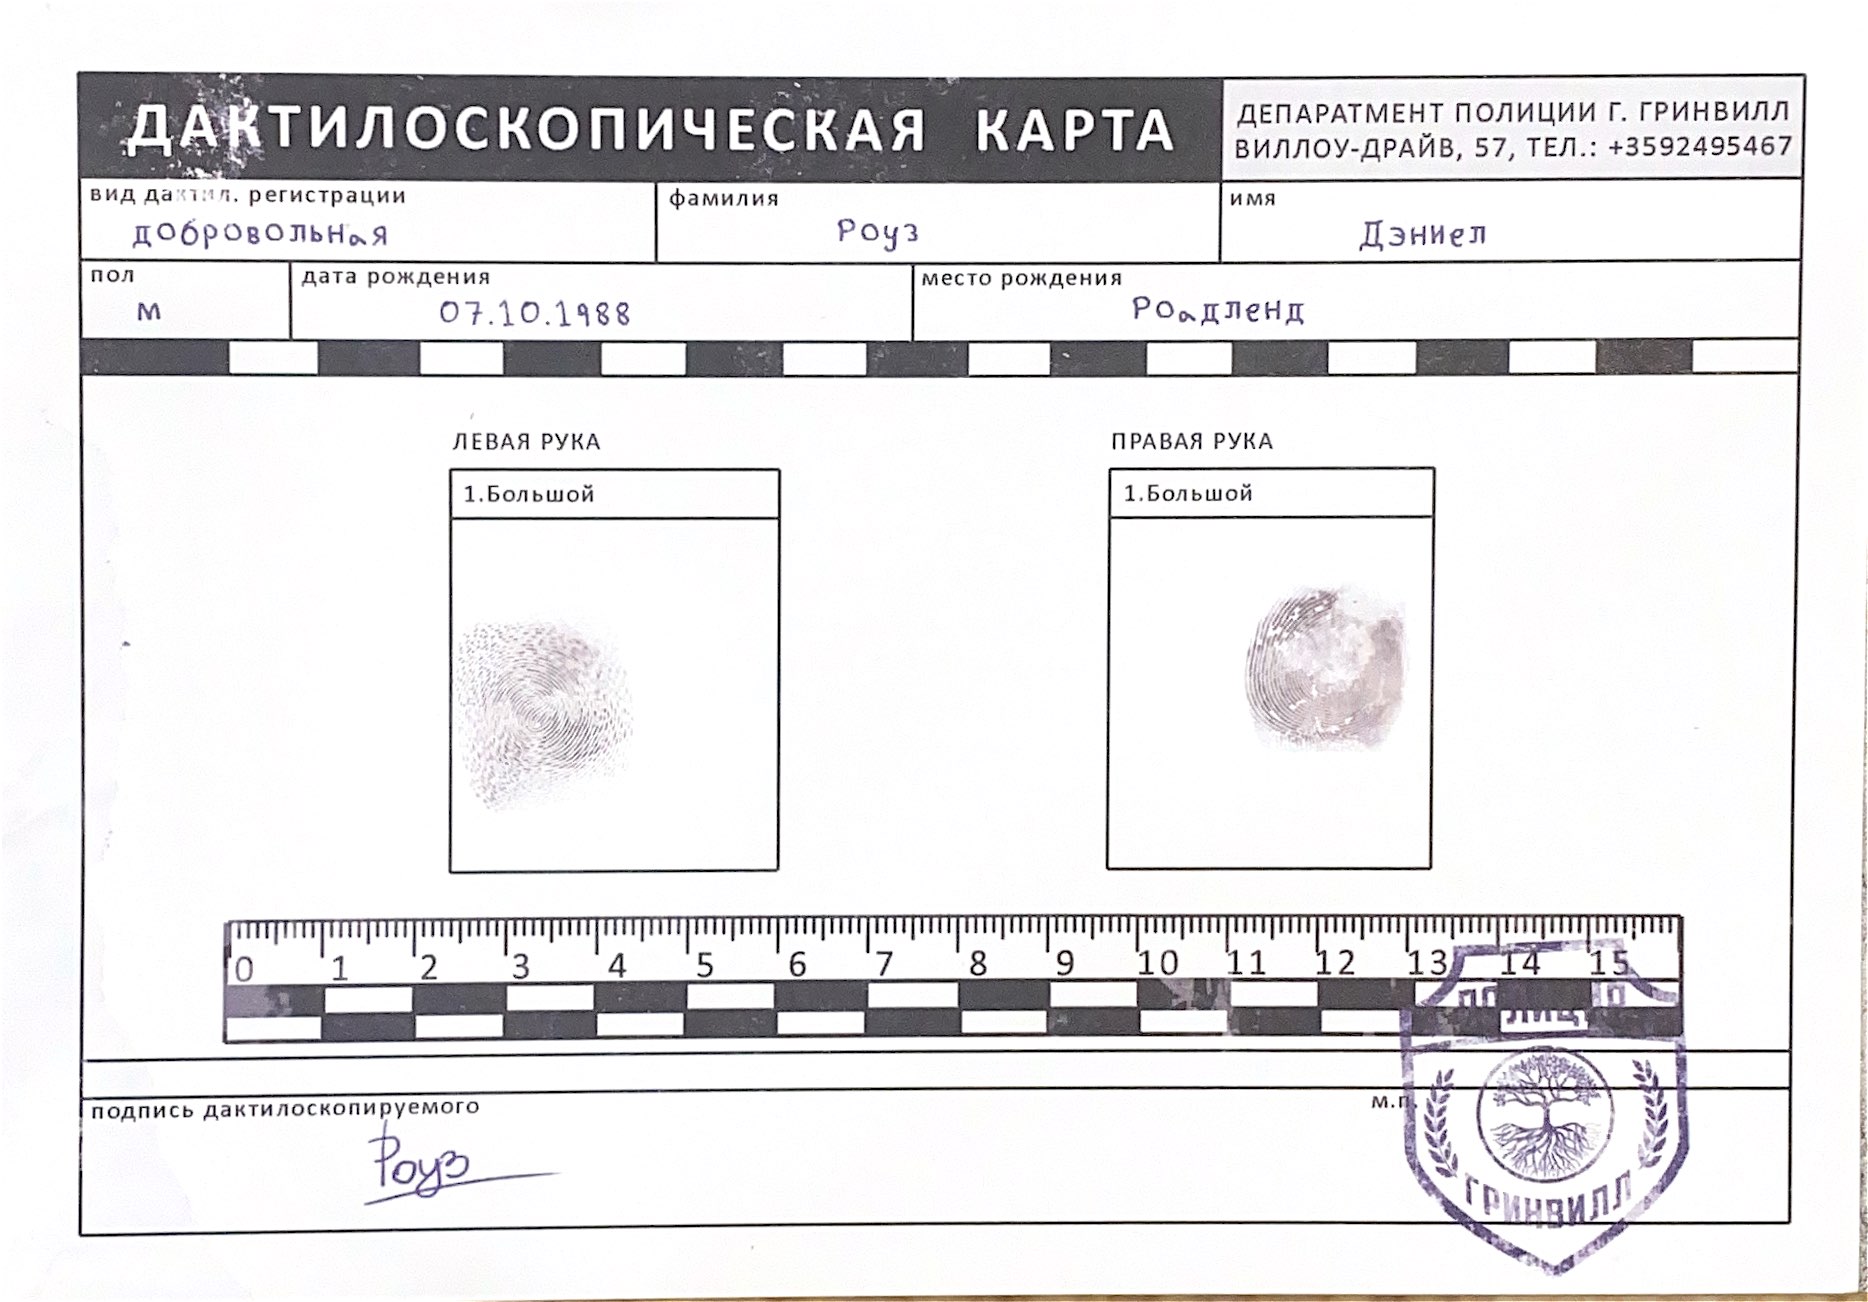 ДАКТИЛОСКОПИЧЕСКАЯ КАРТА
ДЕПАРАТМЕНТ ПОЛИЦИИ Г. ГРИНВИЛЛ
ВИЛЛОУ-ДРАЙВ, 57, ТЕЛ.: +3592495467
вид дактил. регистрации
добровольная
фамилия
Роуз
имя
Дэниел
пол
м
дата рождения
07.10.1988
место рождения
Роадленд
ЛЕВАЯ РУКА
1.Большой
ПРАВАЯ РУКА
1.Большой
0 1 2 3 4 5 6 7 8 9 10 11 12 13 14 15
подпись дактилоскопируемого
Роуз
м.п.
ПОЛИЦИЯ
ГРИНВИЛЛ